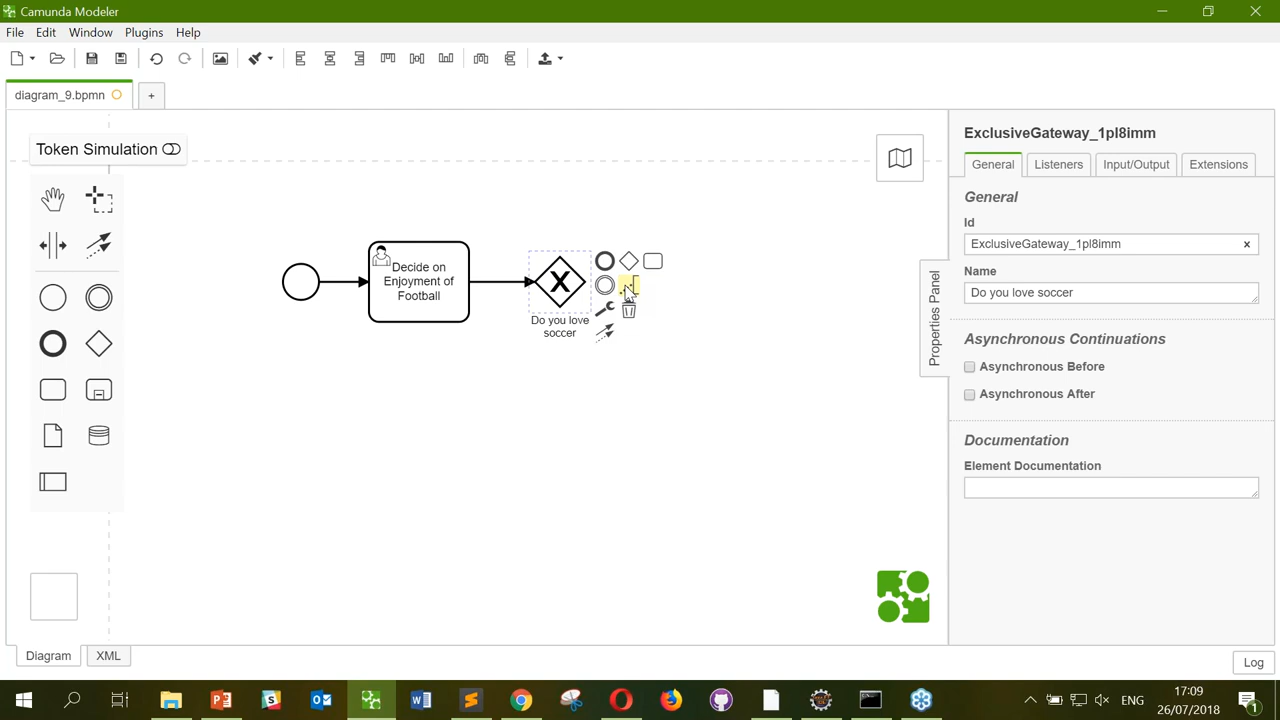 Camunda Modeler
File Edit Window Plugins Help
diagram_9.bpmn
+
Token Simulation
Decide on
Enjoyment of
Football
X
Do you love
soccer
Properties Panel
ExclusiveGateway_1pl8imm
General Listeners Input/Output Extensions
General
Id
ExclusiveGateway_1pl8imm
Name
Do you love soccer
Asynchronous Continuations
Asynchronous Before
Asynchronous After
Documentation
Element Documentation
Diagram XML
Log
ENG
17:09
26/07/2018
1